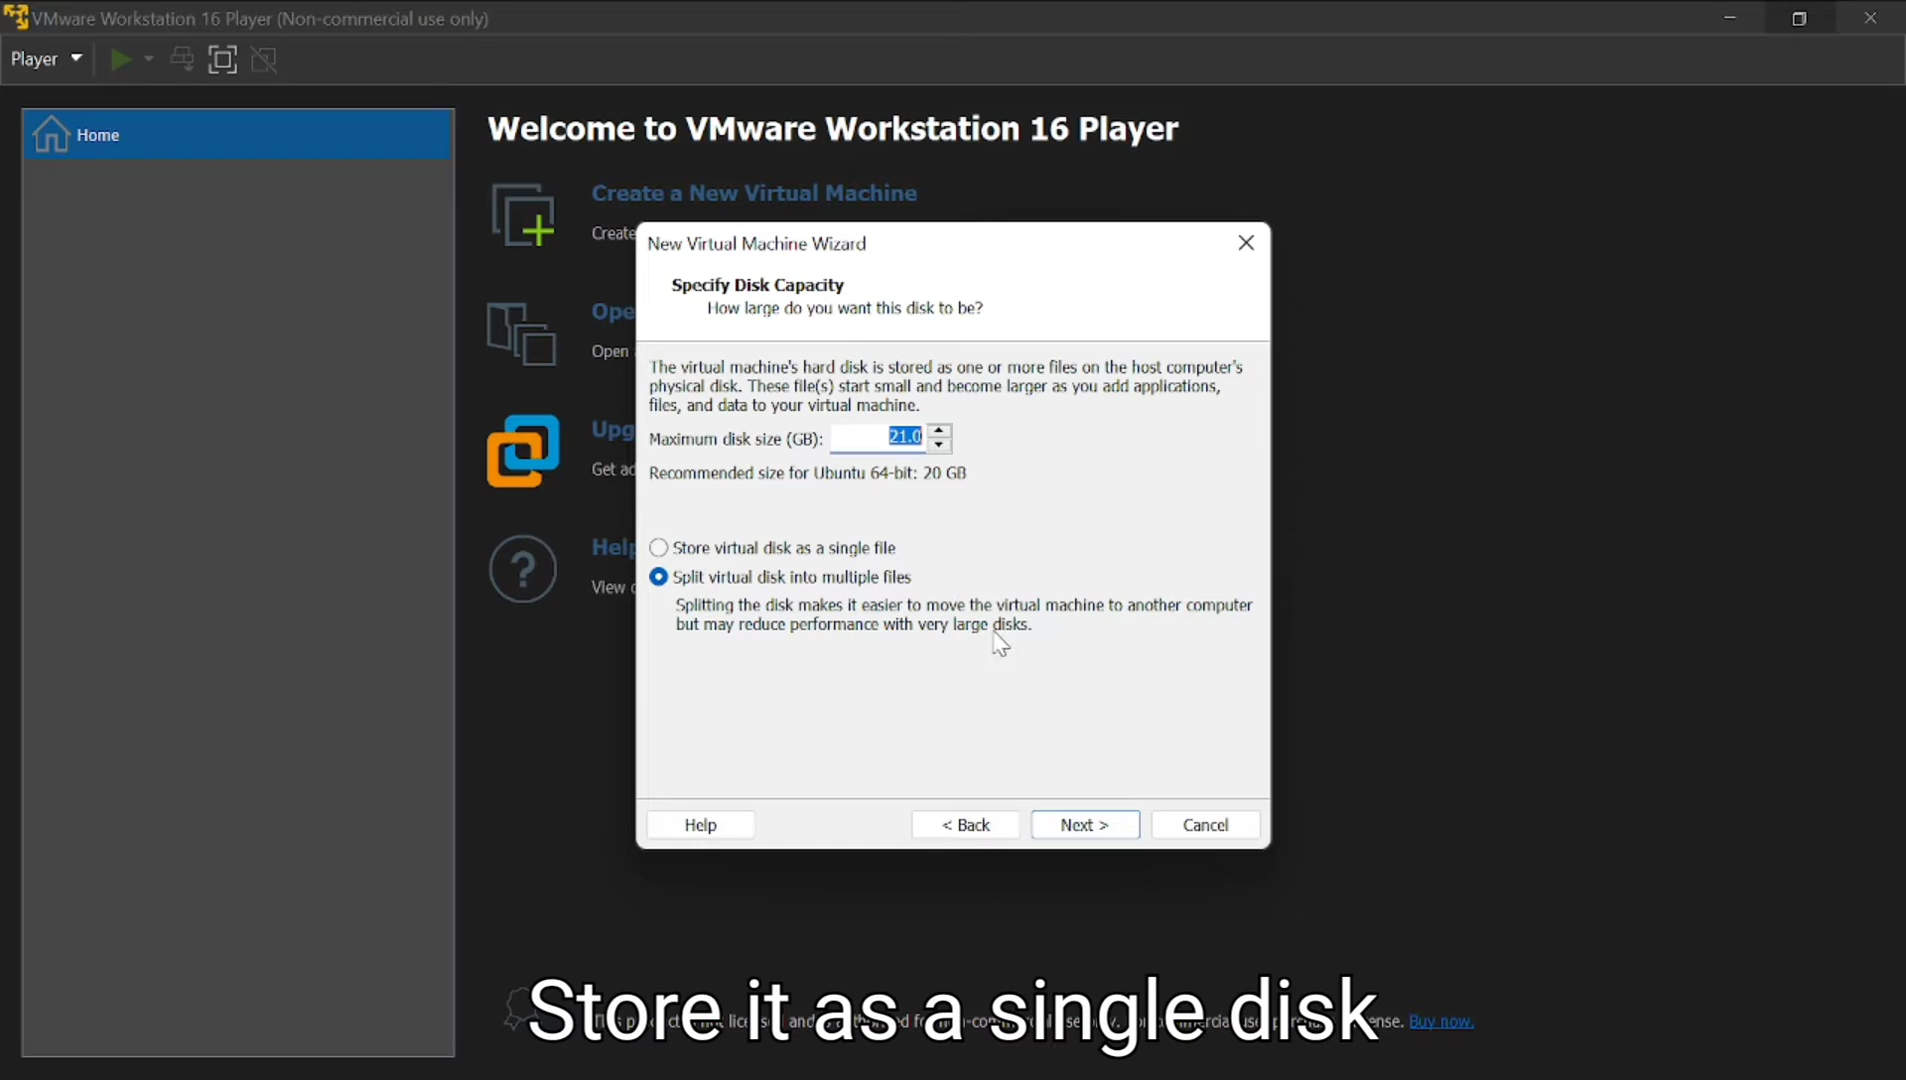 VMware Workstation 16 Player (Non-commercial use only)
Player
Home
Welcome to VMware Workstation 16 Player
Create a New Virtual Machine
Create
New Virtual Machine Wizard
Specify Disk Capacity
How large do you want this disk to be?
Ope
Open
The virtual machine's hard disk is stored as one or more files on the host computer's
physical disk. These file(s) start small and become larger as you add applications,
files, and data to your virtual machine.
Maximum disk size (GB): 21.0
Recommended size for Ubuntu 64-bit: 20 GB
Upg
Get ad
Store virtual disk as a single file
Split virtual disk into multiple files
Splitting the disk makes it easier to move the virtual machine to another computer
but may reduce performance with very large disks.
Help
View
Help
< Back
Next >
Cancel
Store it as a single disk
Buy now.